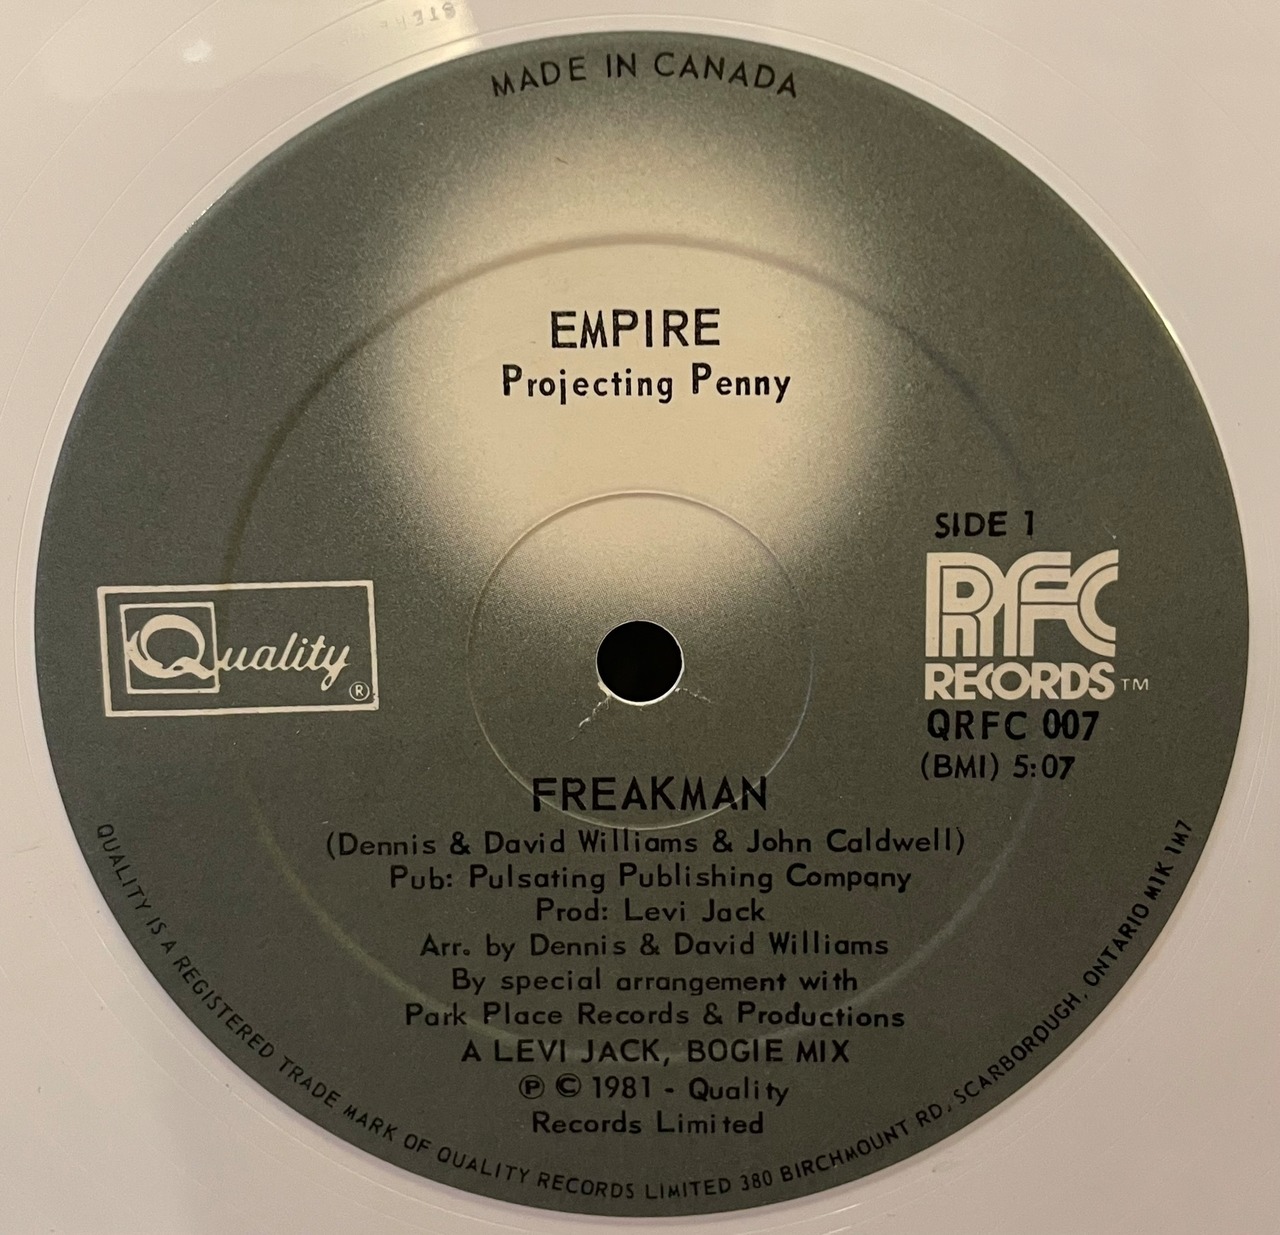 MADE IN CANADA
EMPIRE
Projecting Penny
SIDE 1
RFC
RECORDS TM
Quality ®
QRFC 007
(BMI) 5:07
FREAKMAN
(Dennis & David Williams & John Caldwell)
Pub: Pulsating Publishing Company
Prod: Levi Jack
Arr. by Dennis & David Williams
By special arrangement with
Park Place Records & Productions
A LEVI JACK, BOGIE MIX
℗ © 1981 - Quality
Records Limited
QUALITY IS A REGISTERED TRADE MARK OF QUALITY RECORDS LIMITED 380 BIRCHMOUNT RD., SCARBOROUGH, ONTARIO M1K 1M7